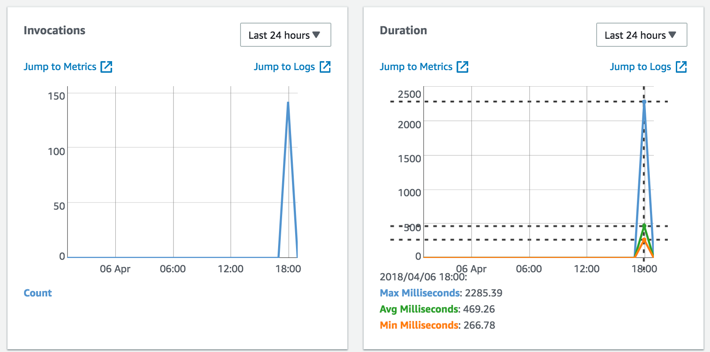 Invocations
Last 24 hours
Jump to Metrics
Jump to Logs
150
100
50
0
06 Apr
06:00
12:00
18:00
Count
Duration
Last 24 hours
Jump to Metrics
Jump to Logs
2500
2000
1500
1000
500
0
06 Apr
06:00
12:00
18:00
2018/04/06 18:00:
Max Milliseconds: 2285.39
Avg Milliseconds: 469.26
Min Milliseconds: 266.78